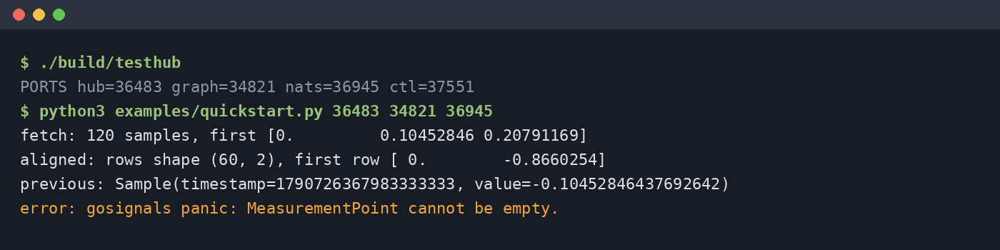 $ ./build/testhub
PORTS hub=36483 graph=34821 nats=36945 ctl=37551
$ python3 examples/quickstart.py 36483 34821 36945
fetch: 120 samples, first [0.         0.10452846 0.20791169]
aligned: rows shape (60, 2), first row [ 0.        -0.8660254]
previous: Sample(timestamp=1790726367983333333, value=-0.10452846437692642)
error: gosignals panic: MeasurementPoint cannot be empty.